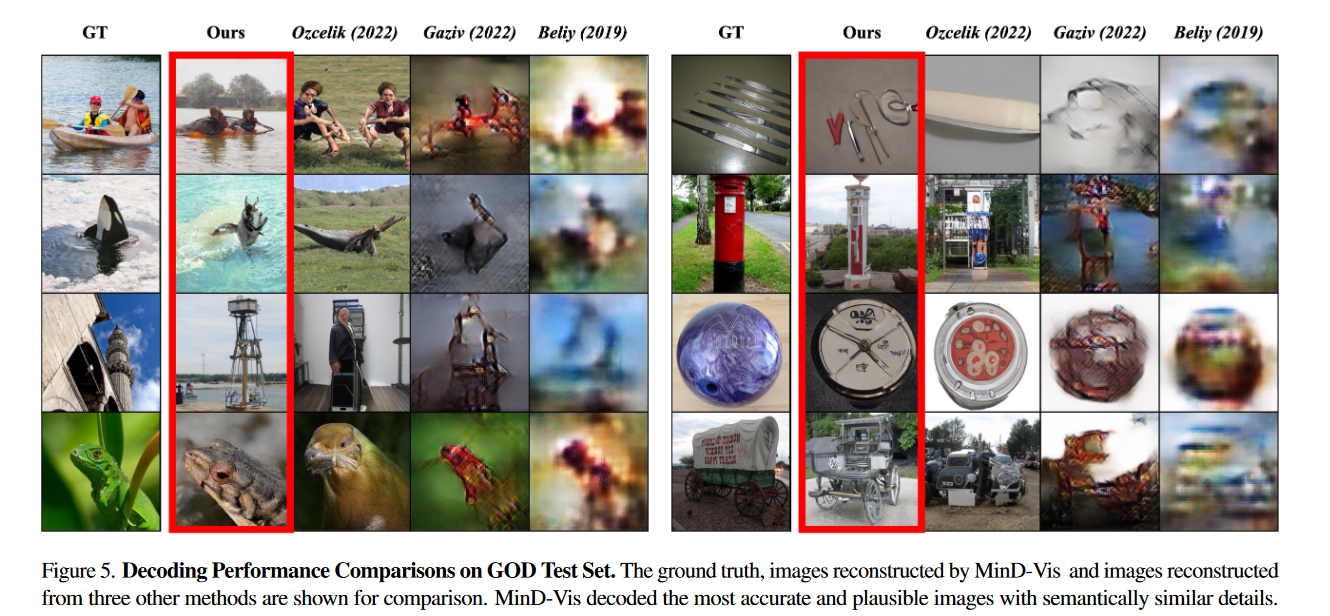 GT Ours Ozcelik (2022) Gaziv (2022) Beliy (2019) GT Ours Ozcelik (2022) Gaziv (2022) Beliy (2019)
Figure 5. Decoding Performance Comparisons on GOD Test Set. The ground truth, images reconstructed by MinD-Vis and images reconstructed
from three other methods are shown for comparison. MinD-Vis decoded the most accurate and plausible images with semantically similar details.